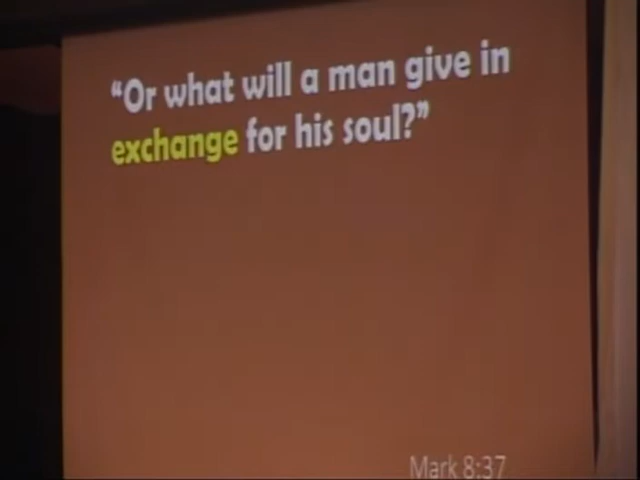 “Or what will a man give in
exchange for his soul?”
Mark 8:37